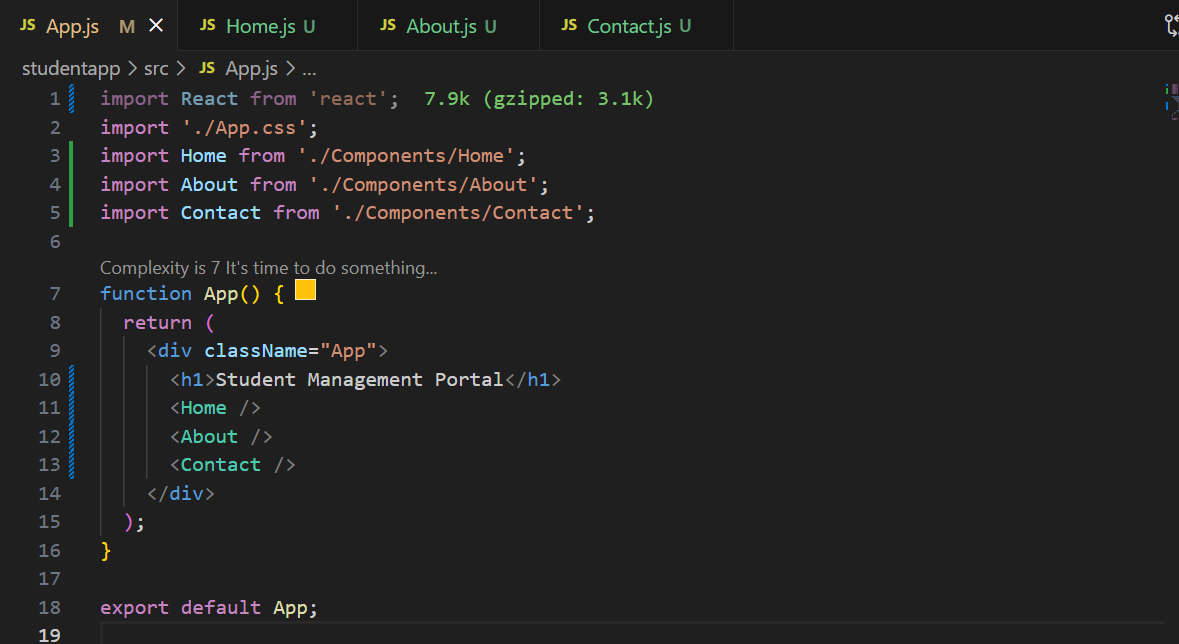 JS App.js M JS Home.js U JS About.js U JS Contact.js U
studentapp > src > JS App.js > ...
1 import React from 'react'; 7.9k (gzipped: 3.1k)
2 import './App.css';
3 import Home from './Components/Home';
4 import About from './Components/About';
5 import Contact from './Components/Contact';
6
Complexity is 7 It's time to do something...
7 function App() {
8 return (
9 <div className="App">
10 <h1>Student Management Portal</h1>
11 <Home />
12 <About />
13 <Contact />
14 </div>
15 );
16 }
17
18 export default App;
19